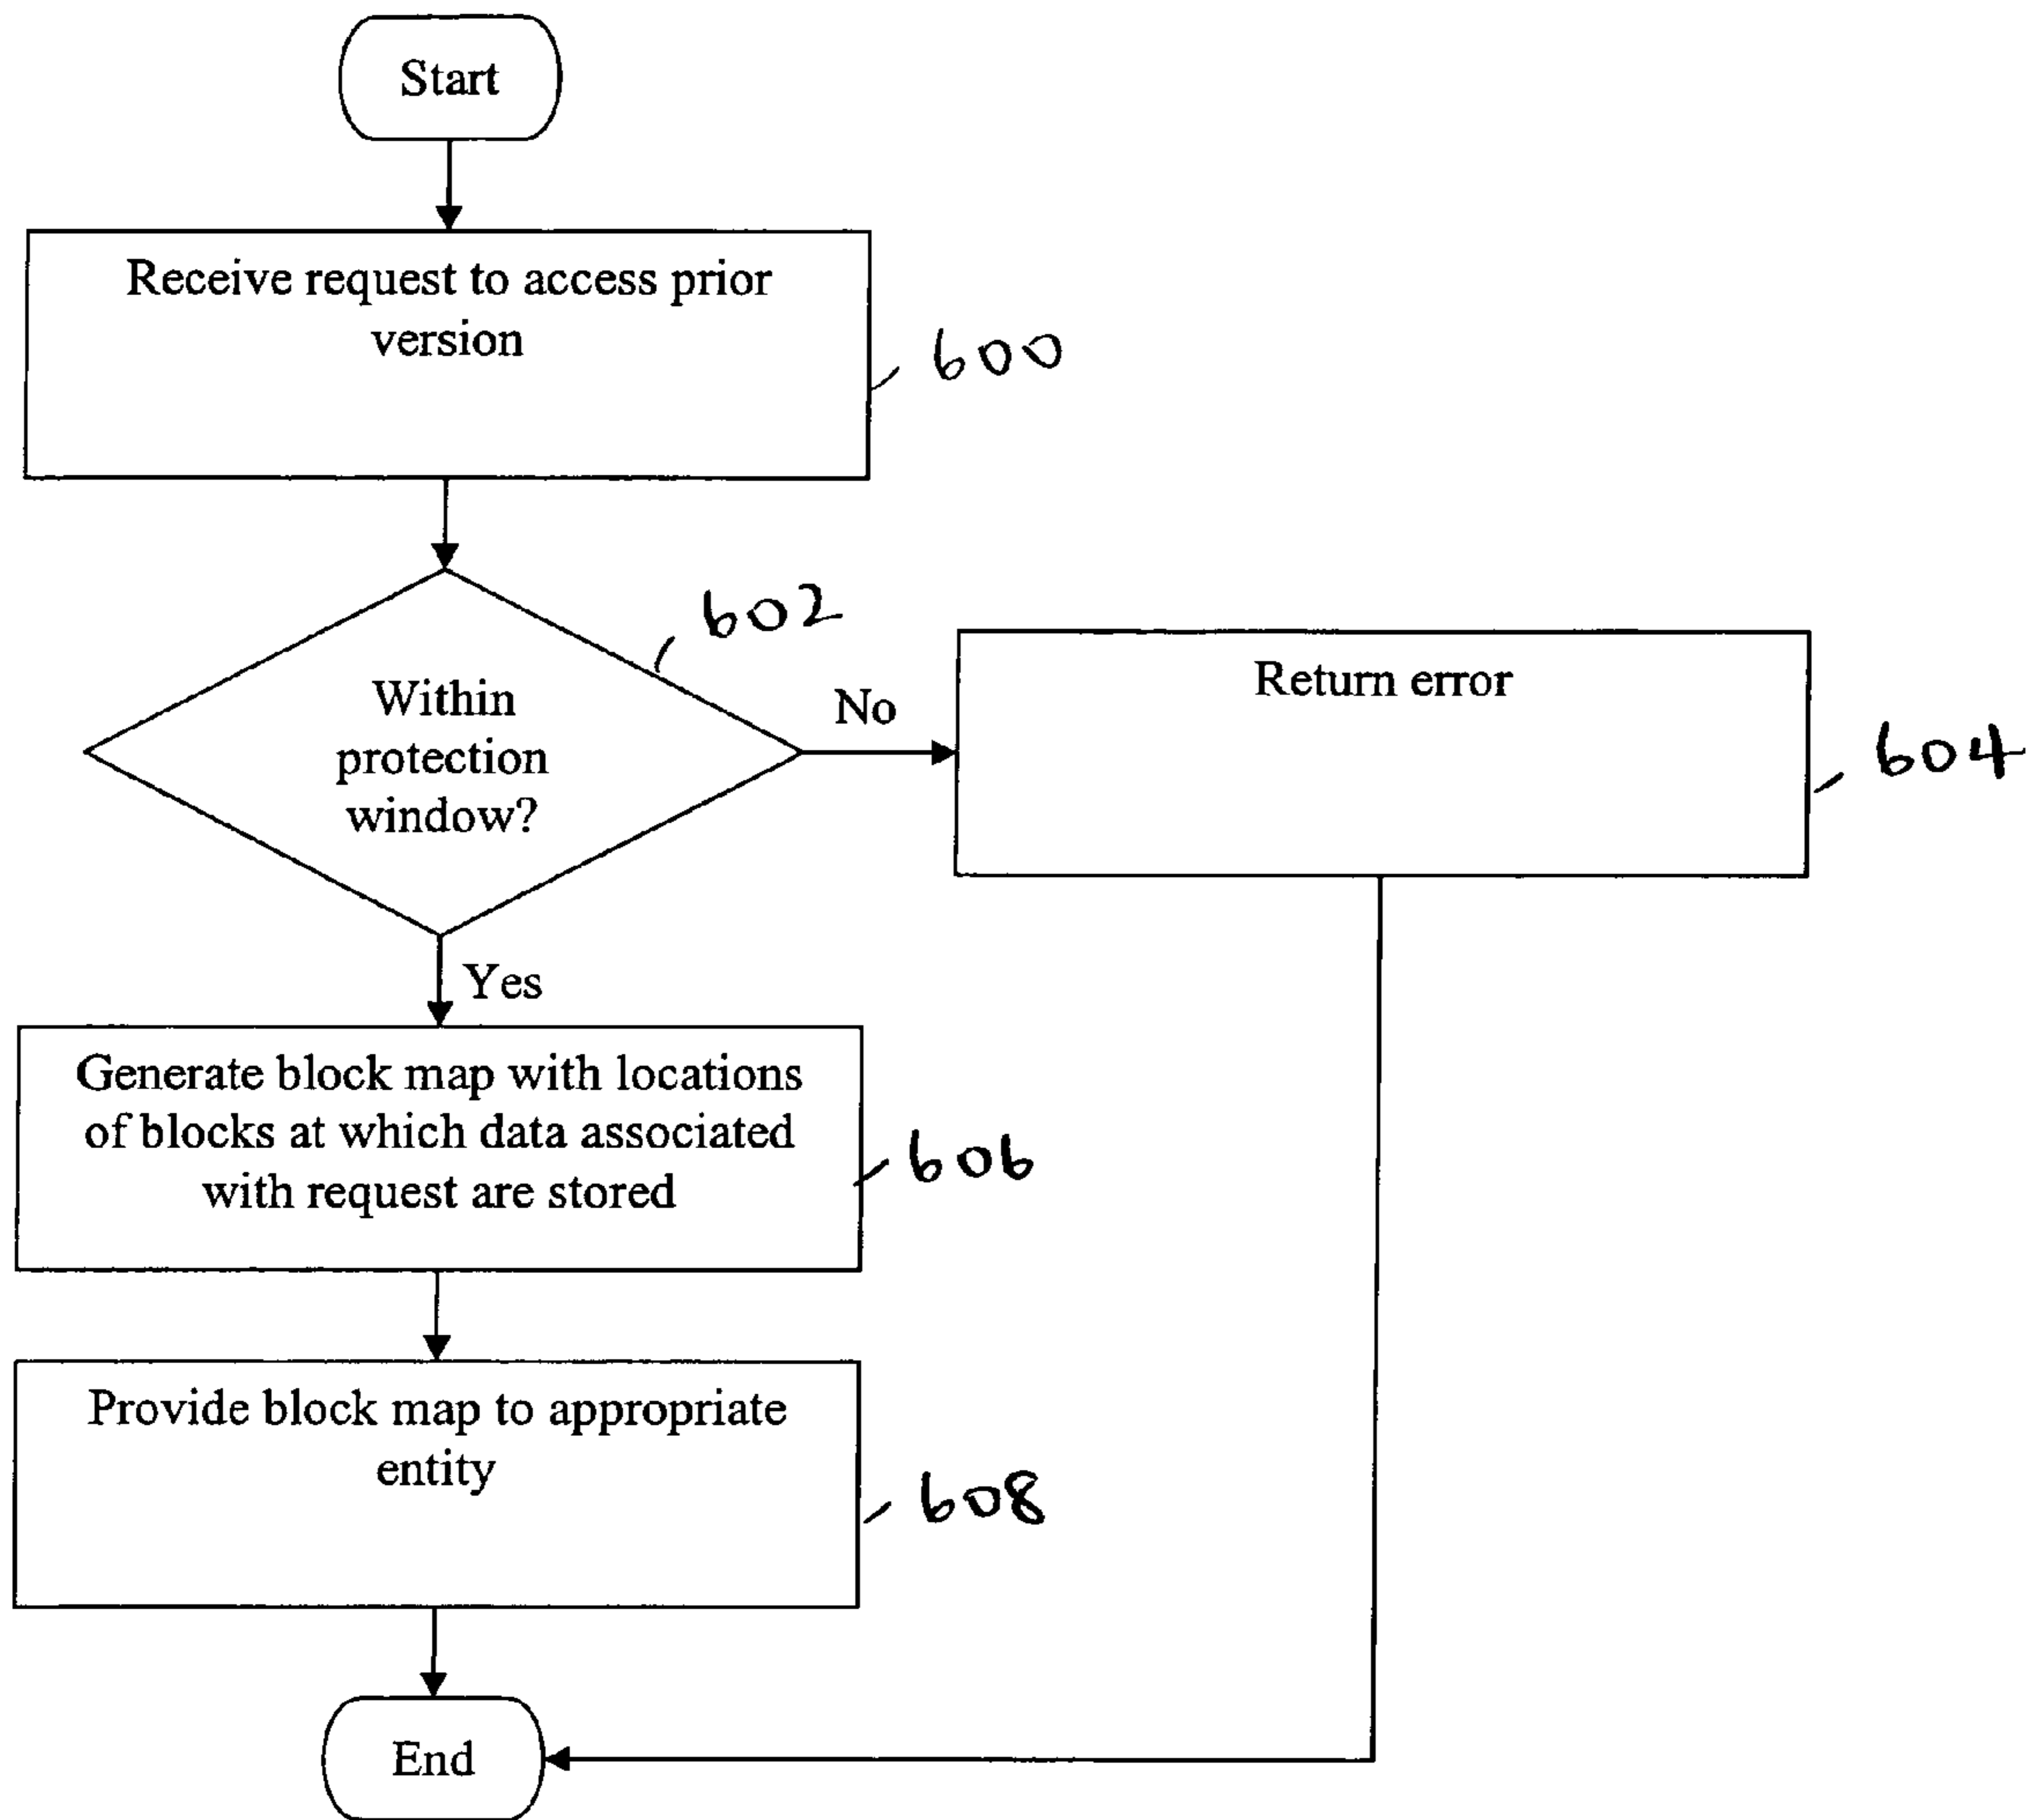 Start
Receive request to access prior
version
600
602
Within
protection
window?
No
Return error
604
Yes
Generate block map with locations
of blocks at which data associated
with request are stored
606
Provide block map to appropriate
entity
608
End